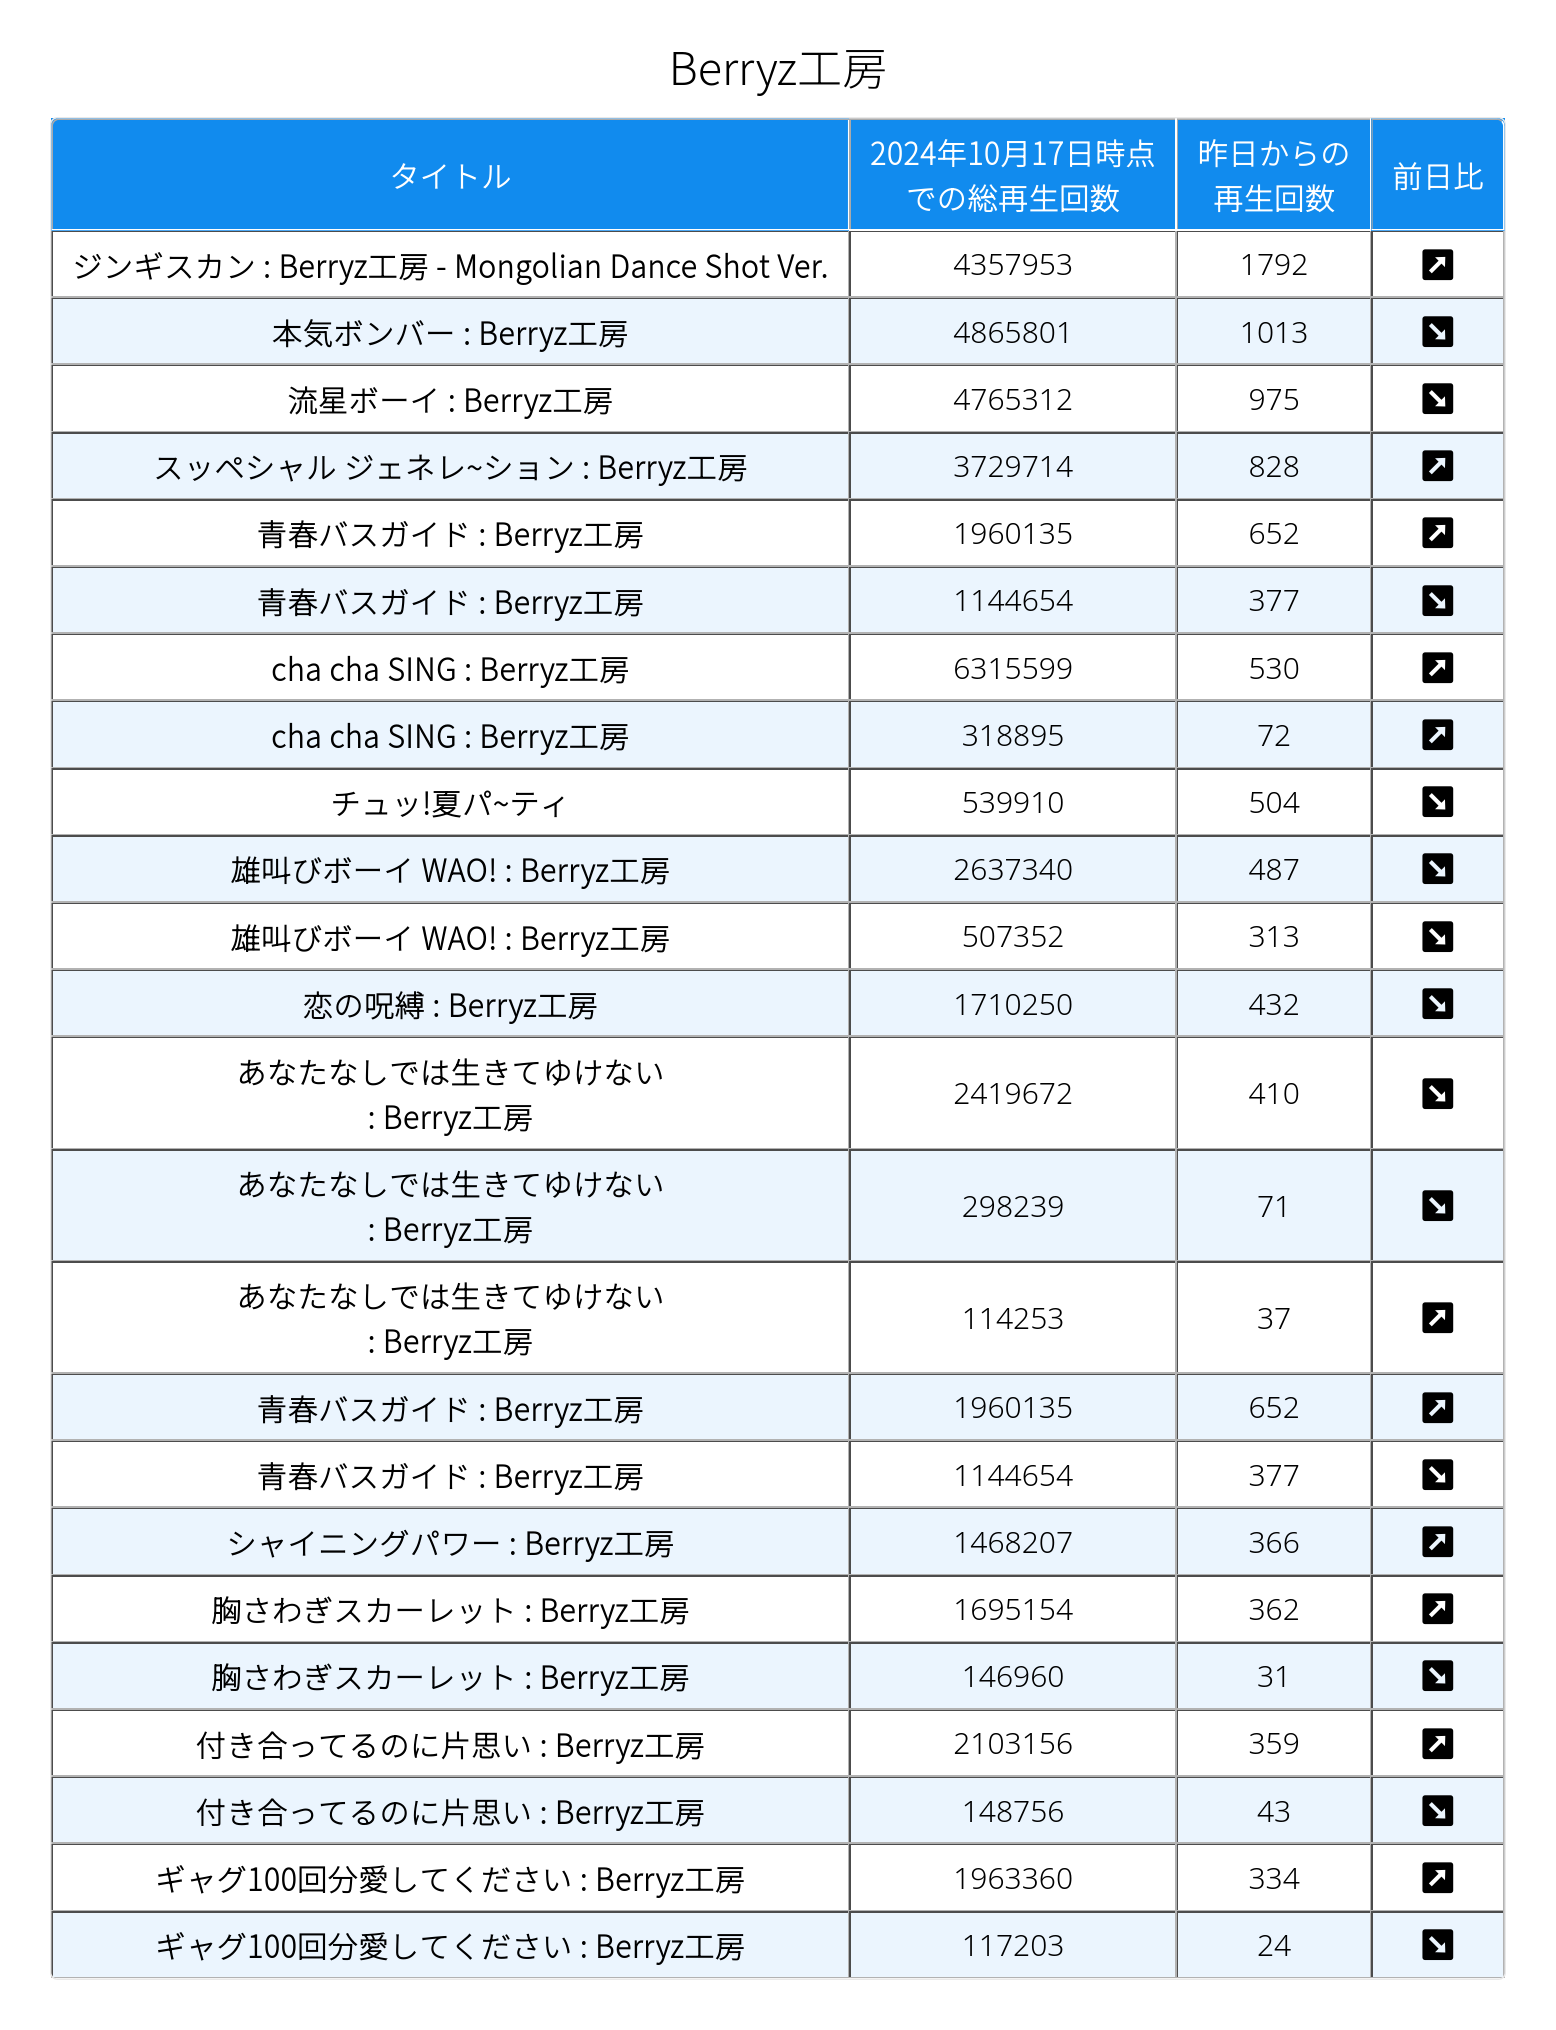 Berryz工房
タイトル 2024年10月17日時点 昨日からの 前日比
での総再生回数 再生回数
ジンギスカン : Berryz工房 - Mongolian Dance Shot Ver. 4357953 1792
本気ボンバー : Berryz工房 4865801 1013
流星ボーイ : Berryz工房 4765312 975
スッペシャル ジェネレ~ション : Berryz工房 3729714 828
青春バスガイド : Berryz工房 1960135 652
青春バスガイド : Berryz工房 1144654 377
cha cha SING : Berryz工房 6315599 530
cha cha SING : Berryz工房 318895 72
チュッ!夏パ~ティ 539910 504
雄叫びボーイ WAO! : Berryz工房 2637340 487
雄叫びボーイ WAO! : Berryz工房 507352 313
恋の呪縛 : Berryz工房 1710250 432
あなたなしでは生きてゆけない
: Berryz工房 2419672 410
あなたなしでは生きてゆけない
: Berryz工房 298239 71
あなたなしでは生きてゆけない
: Berryz工房 114253 37
青春バスガイド : Berryz工房 1960135 652
青春バスガイド : Berryz工房 1144654 377
シャイニングパワー : Berryz工房 1468207 366
胸さわぎスカーレット : Berryz工房 1695154 362
胸さわぎスカーレット : Berryz工房 146960 31
付き合ってるのに片思い : Berryz工房 2103156 359
付き合ってるのに片思い : Berryz工房 148756 43
ギャグ100回分愛してください : Berryz工房 1963360 334
ギャグ100回分愛してください : Berryz工房 117203 24